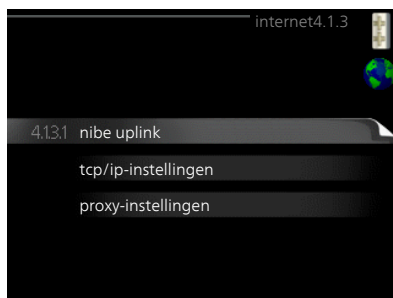 internet4.1.3
4.1.3.1 nibe uplink
tcp/ip-instellingen
proxy-instellingen